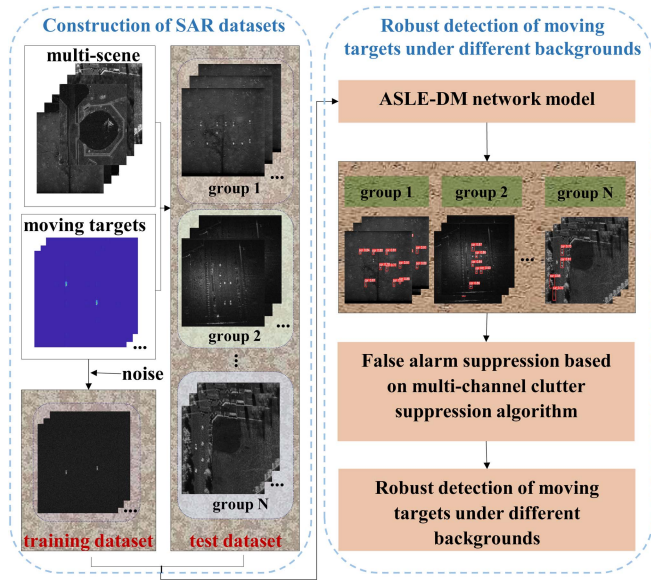 Construction of SAR datasets
multi-scene
moving targets
...
noise
...
training dataset
...
group 1
...
group 2
...
...
group N
test dataset
Robust detection of moving
targets under different backgrounds
ASLE-DM network model
group 1
group 2
group N
...
False alarm suppression based
on multi-channel clutter
suppression algorithm
Robust detection of moving
targets under different
backgrounds